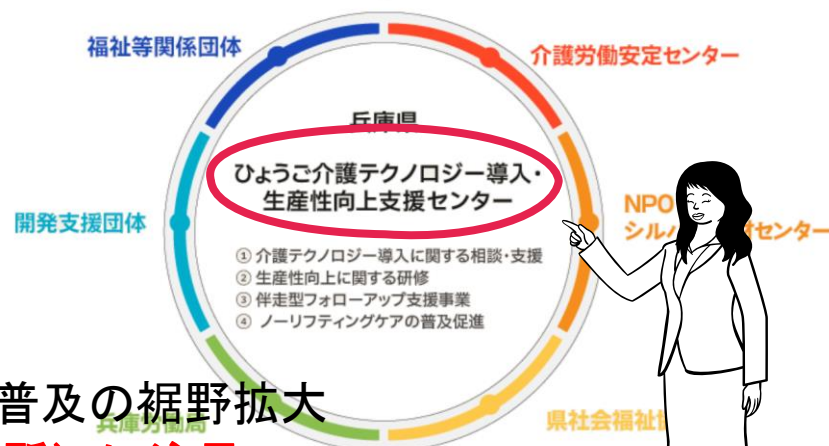 福祉等関係団体
介護労働安定センター
兵庫県
ひょうご介護テクノロジー導入・
生産性向上支援センター
開発支援団体
NPO
シル
センター
① 介護テクノロジー導入に関する相談・支援
② 生産性向上に関する研修
③ 伴走型フォローアップ支援事業
④ ノーリフティングケアの普及促進
普及の裾野拡大
兵庫労働局
県社会福祉